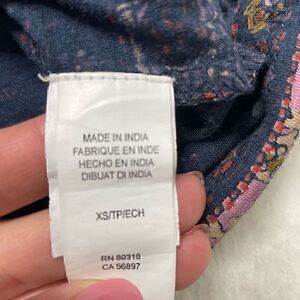 MADE IN INDIA
FABRIQUE EN INDE
HECHO EN INDIA
DIBUAT DI INDIA
XS/TP/ECH
RN 80318
CA 56897